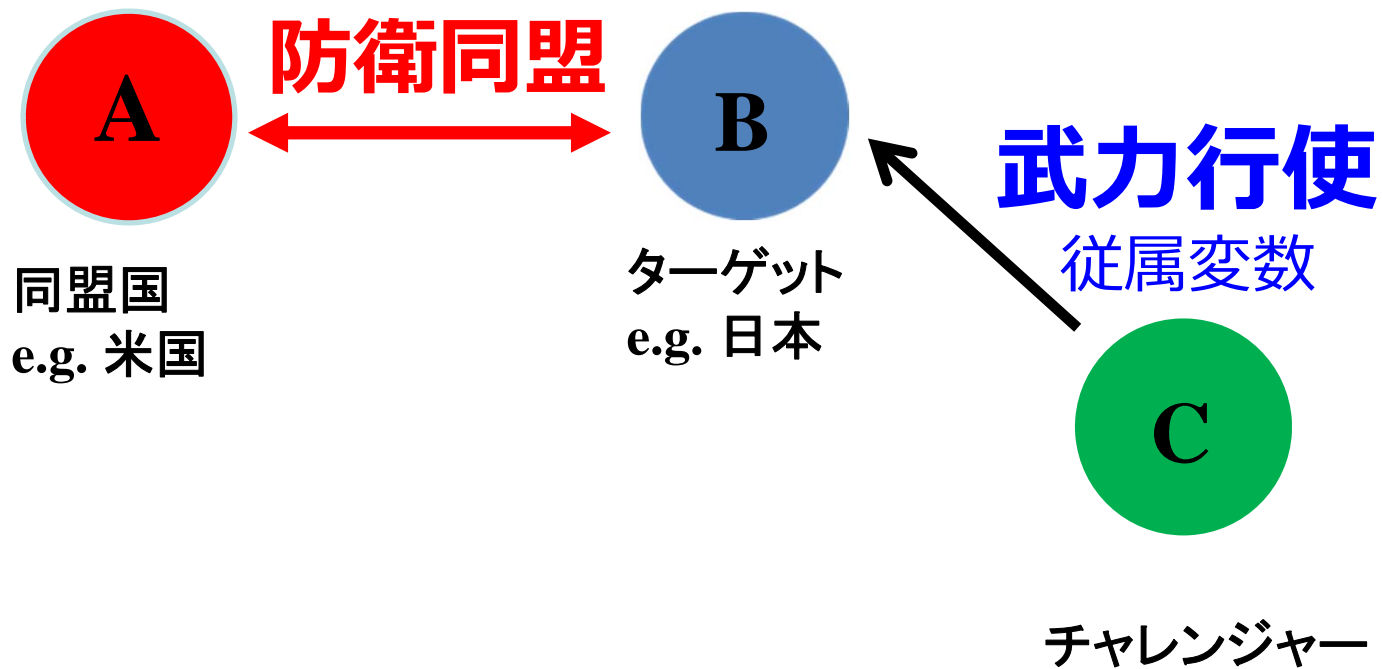 防衛同盟
A
B
武力行使
従属変数
同盟国
e.g. 米国
ターゲット
e.g. 日本
C
チャレンジャー